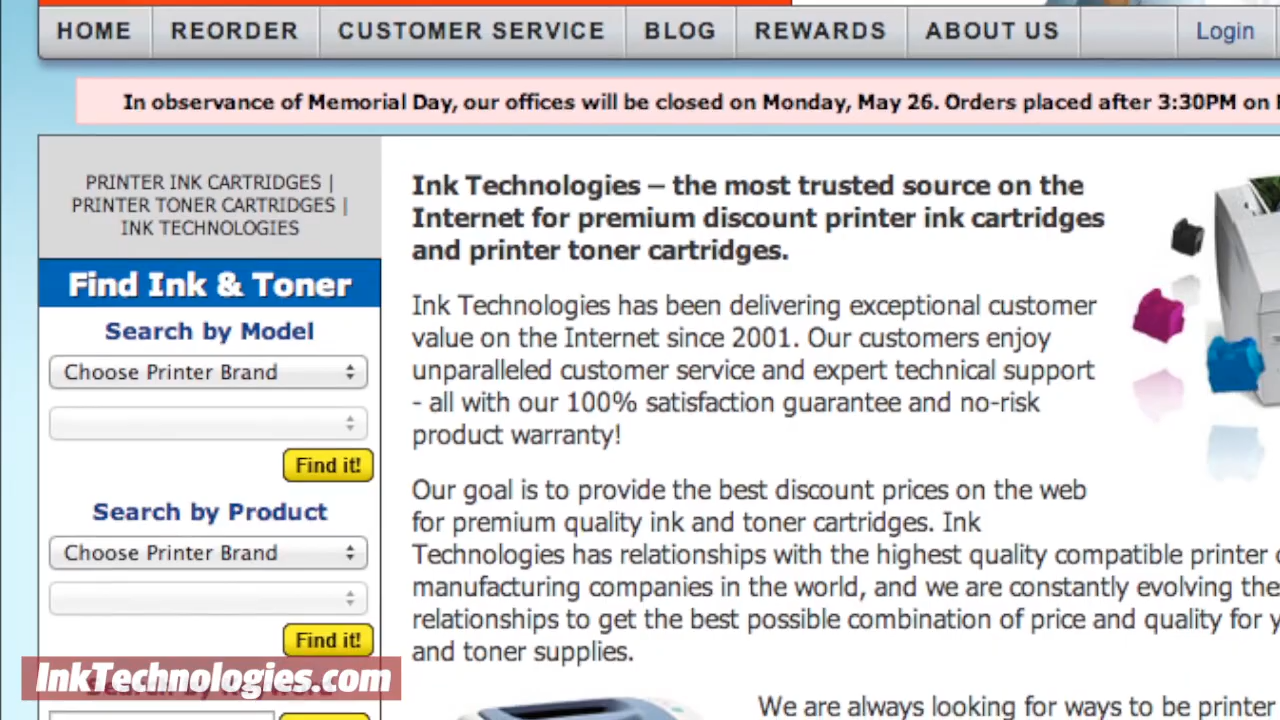 HOME REORDER CUSTOMER SERVICE BLOG REWARDS ABOUT US Login
In observance of Memorial Day, our offices will be closed on Monday, May 26. Orders placed after 3:30PM on
PRINTER INK CARTRIDGES |
PRINTER TONER CARTRIDGES |
INK TECHNOLOGIES
Find Ink & Toner
Search by Model
Choose Printer Brand
Find it!
Search by Product
Choose Printer Brand
Find it!
InkTechnologies.com
Ink Technologies – the most trusted source on the
Internet for premium discount printer ink cartridges
and printer toner cartridges.
Ink Technologies has been delivering exceptional customer
value on the Internet since 2001. Our customers enjoy
unparalleled customer service and expert technical support
- all with our 100% satisfaction guarantee and no-risk
product warranty!
Our goal is to provide the best discount prices on the web
for premium quality ink and toner cartridges. Ink
Technologies has relationships with the highest quality compatible printer
manufacturing companies in the world, and we are constantly evolving the
relationships to get the best possible combination of price and quality for
and toner supplies.
We are always looking for ways to be printer